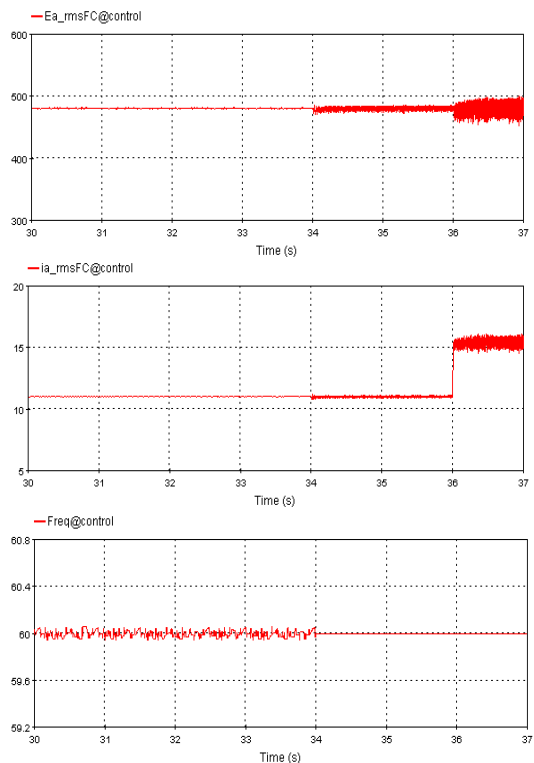 Ea_rmsFC@control
600
500
400
300
30 31 32 33 34 35 36 37
Time (s)
ia_rmsFC@control
20
15
10
5
30 31 32 33 34 35 36 37
Time (s)
Freq@control
60.8
60.4
60
59.6
59.2
30 31 32 33 34 35 36 37
Time (s)